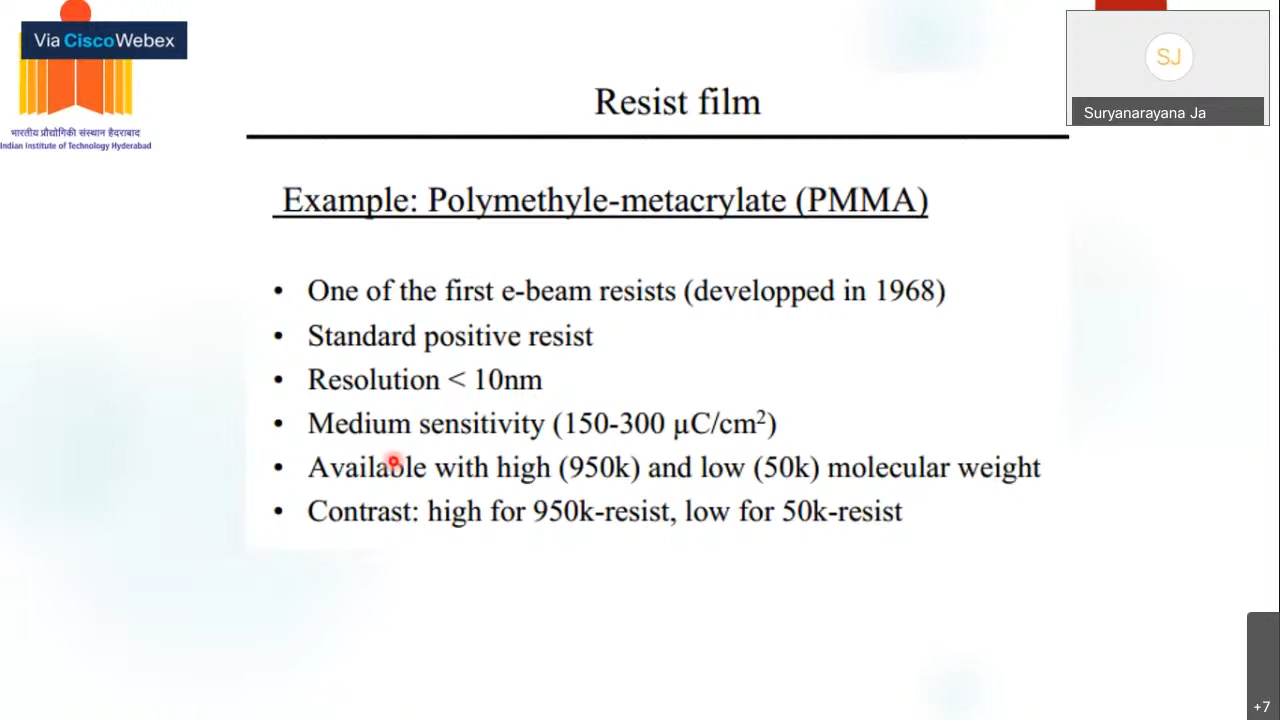 Via CiscoWebex
भारतीय प्रौद्योगिकी संस्थान हैदराबाद
Indian Institute of Technology Hyderabad
SJ
Suryanarayana Ja
Resist film
Example: Polymethyle-metacrylate (PMMA)
• One of the first e-beam resists (developped in 1968)
• Standard positive resist
• Resolution < 10nm
• Medium sensitivity (150-300 µC/cm²)
• Available with high (950k) and low (50k) molecular weight
• Contrast: high for 950k-resist, low for 50k-resist
+7